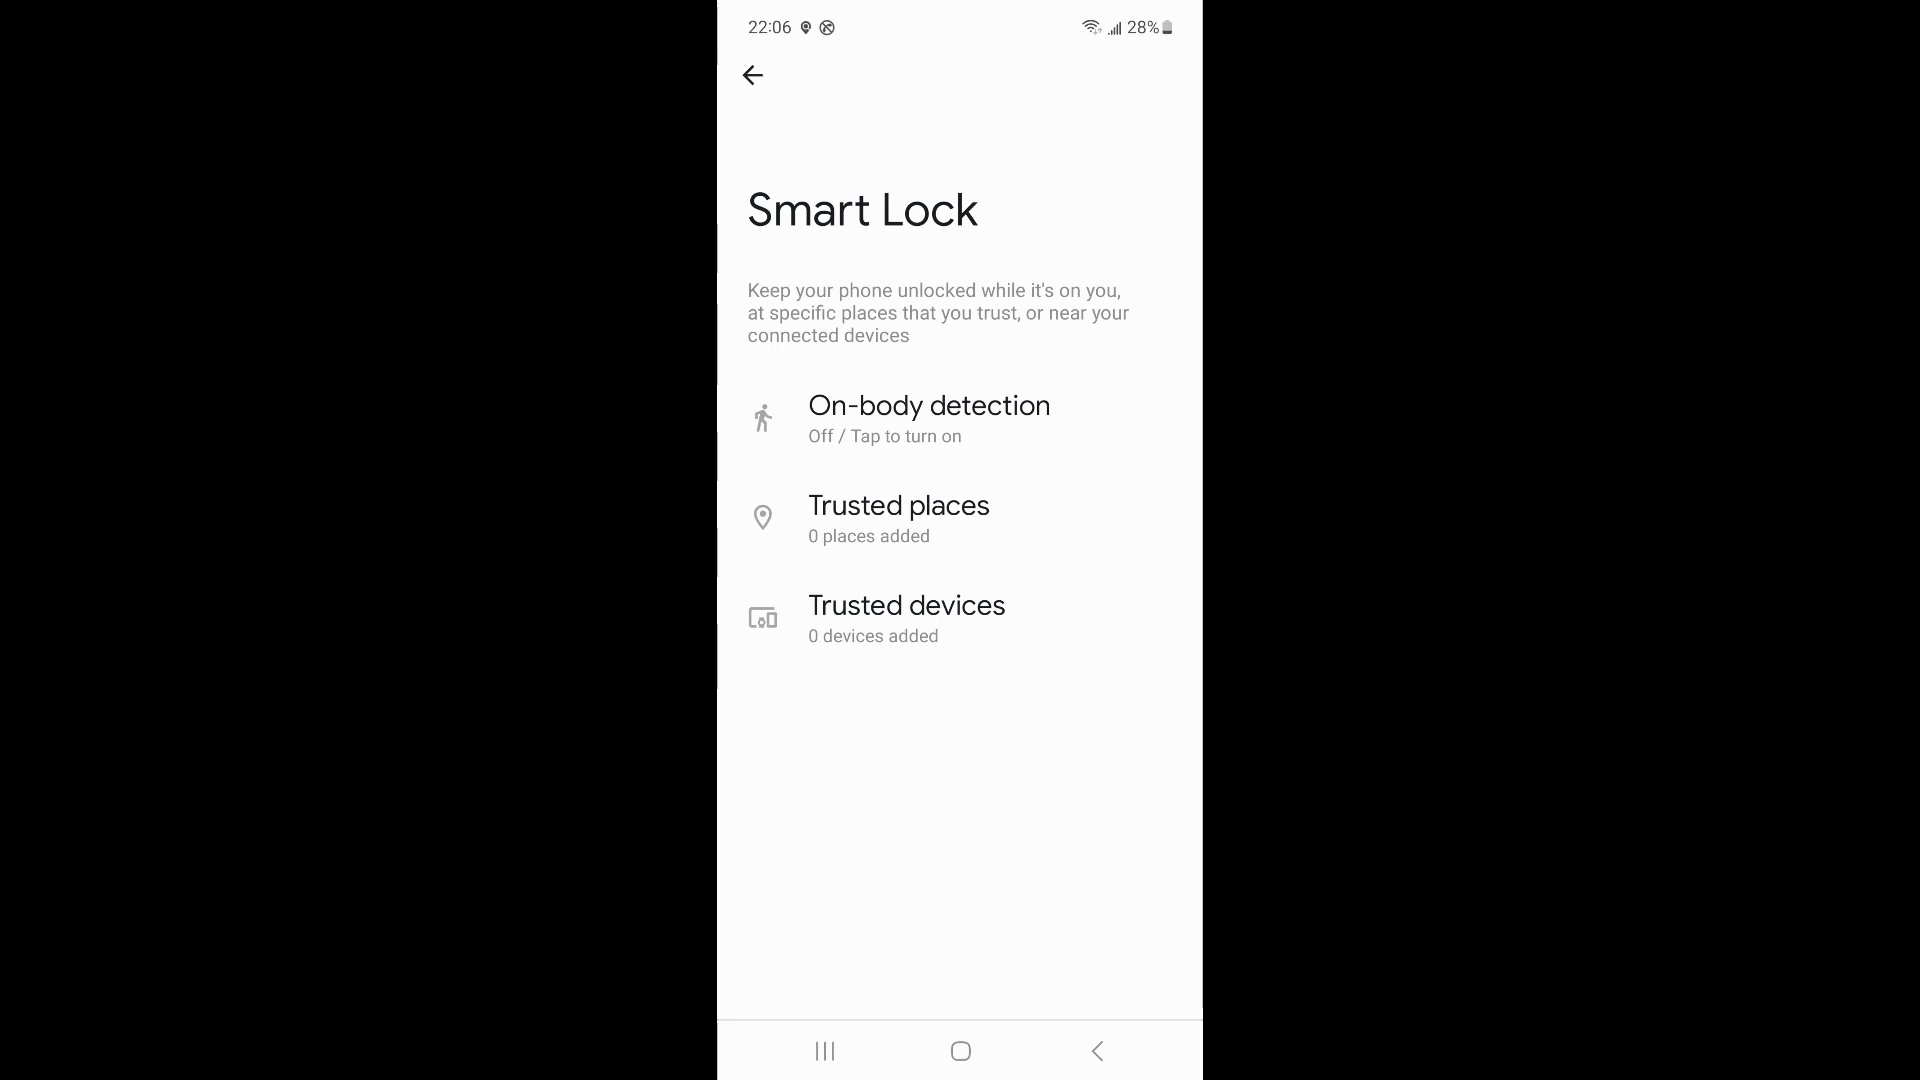 22:06
28%
Smart Lock
Keep your phone unlocked while it's on you,
at specific places that you trust, or near your
connected devices
On-body detection
Off / Tap to turn on
Trusted places
0 places added
Trusted devices
0 devices added